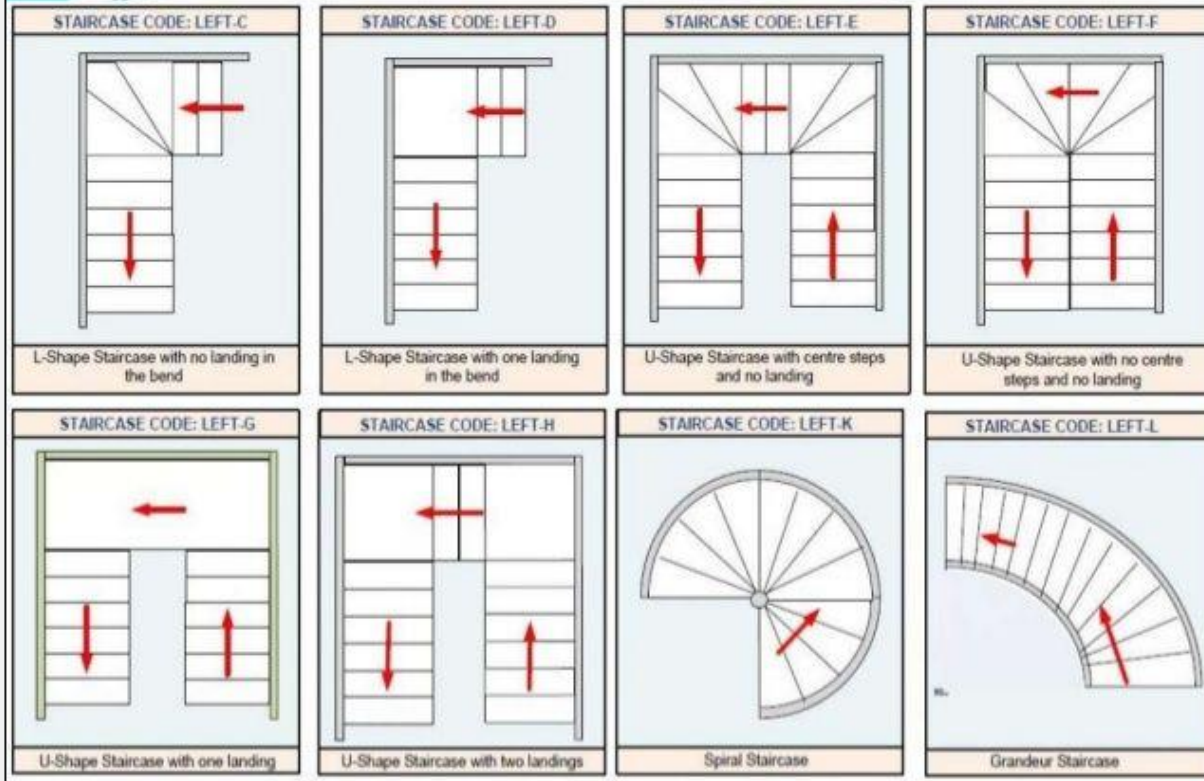 STAIRCASE CODE: LEFT-C
STAIRCASE CODE: LEFT-D
STAIRCASE CODE: LEFT-E
STAIRCASE CODE: LEFT-F
L-Shape Staircase with no landing in
the bend
L-Shape Staircase with one landing
in the bend
U-Shape Staircase with centre steps
and no landing
U-Shape Staircase with no centre
steps and no landing
STAIRCASE CODE: LEFT-G
STAIRCASE CODE: LEFT-H
STAIRCASE CODE: LEFT-K
STAIRCASE CODE: LEFT-L
U-Shape Staircase with one landing
U-Shape Staircase with two landings
Spiral Staircase
Grandeur Staircase